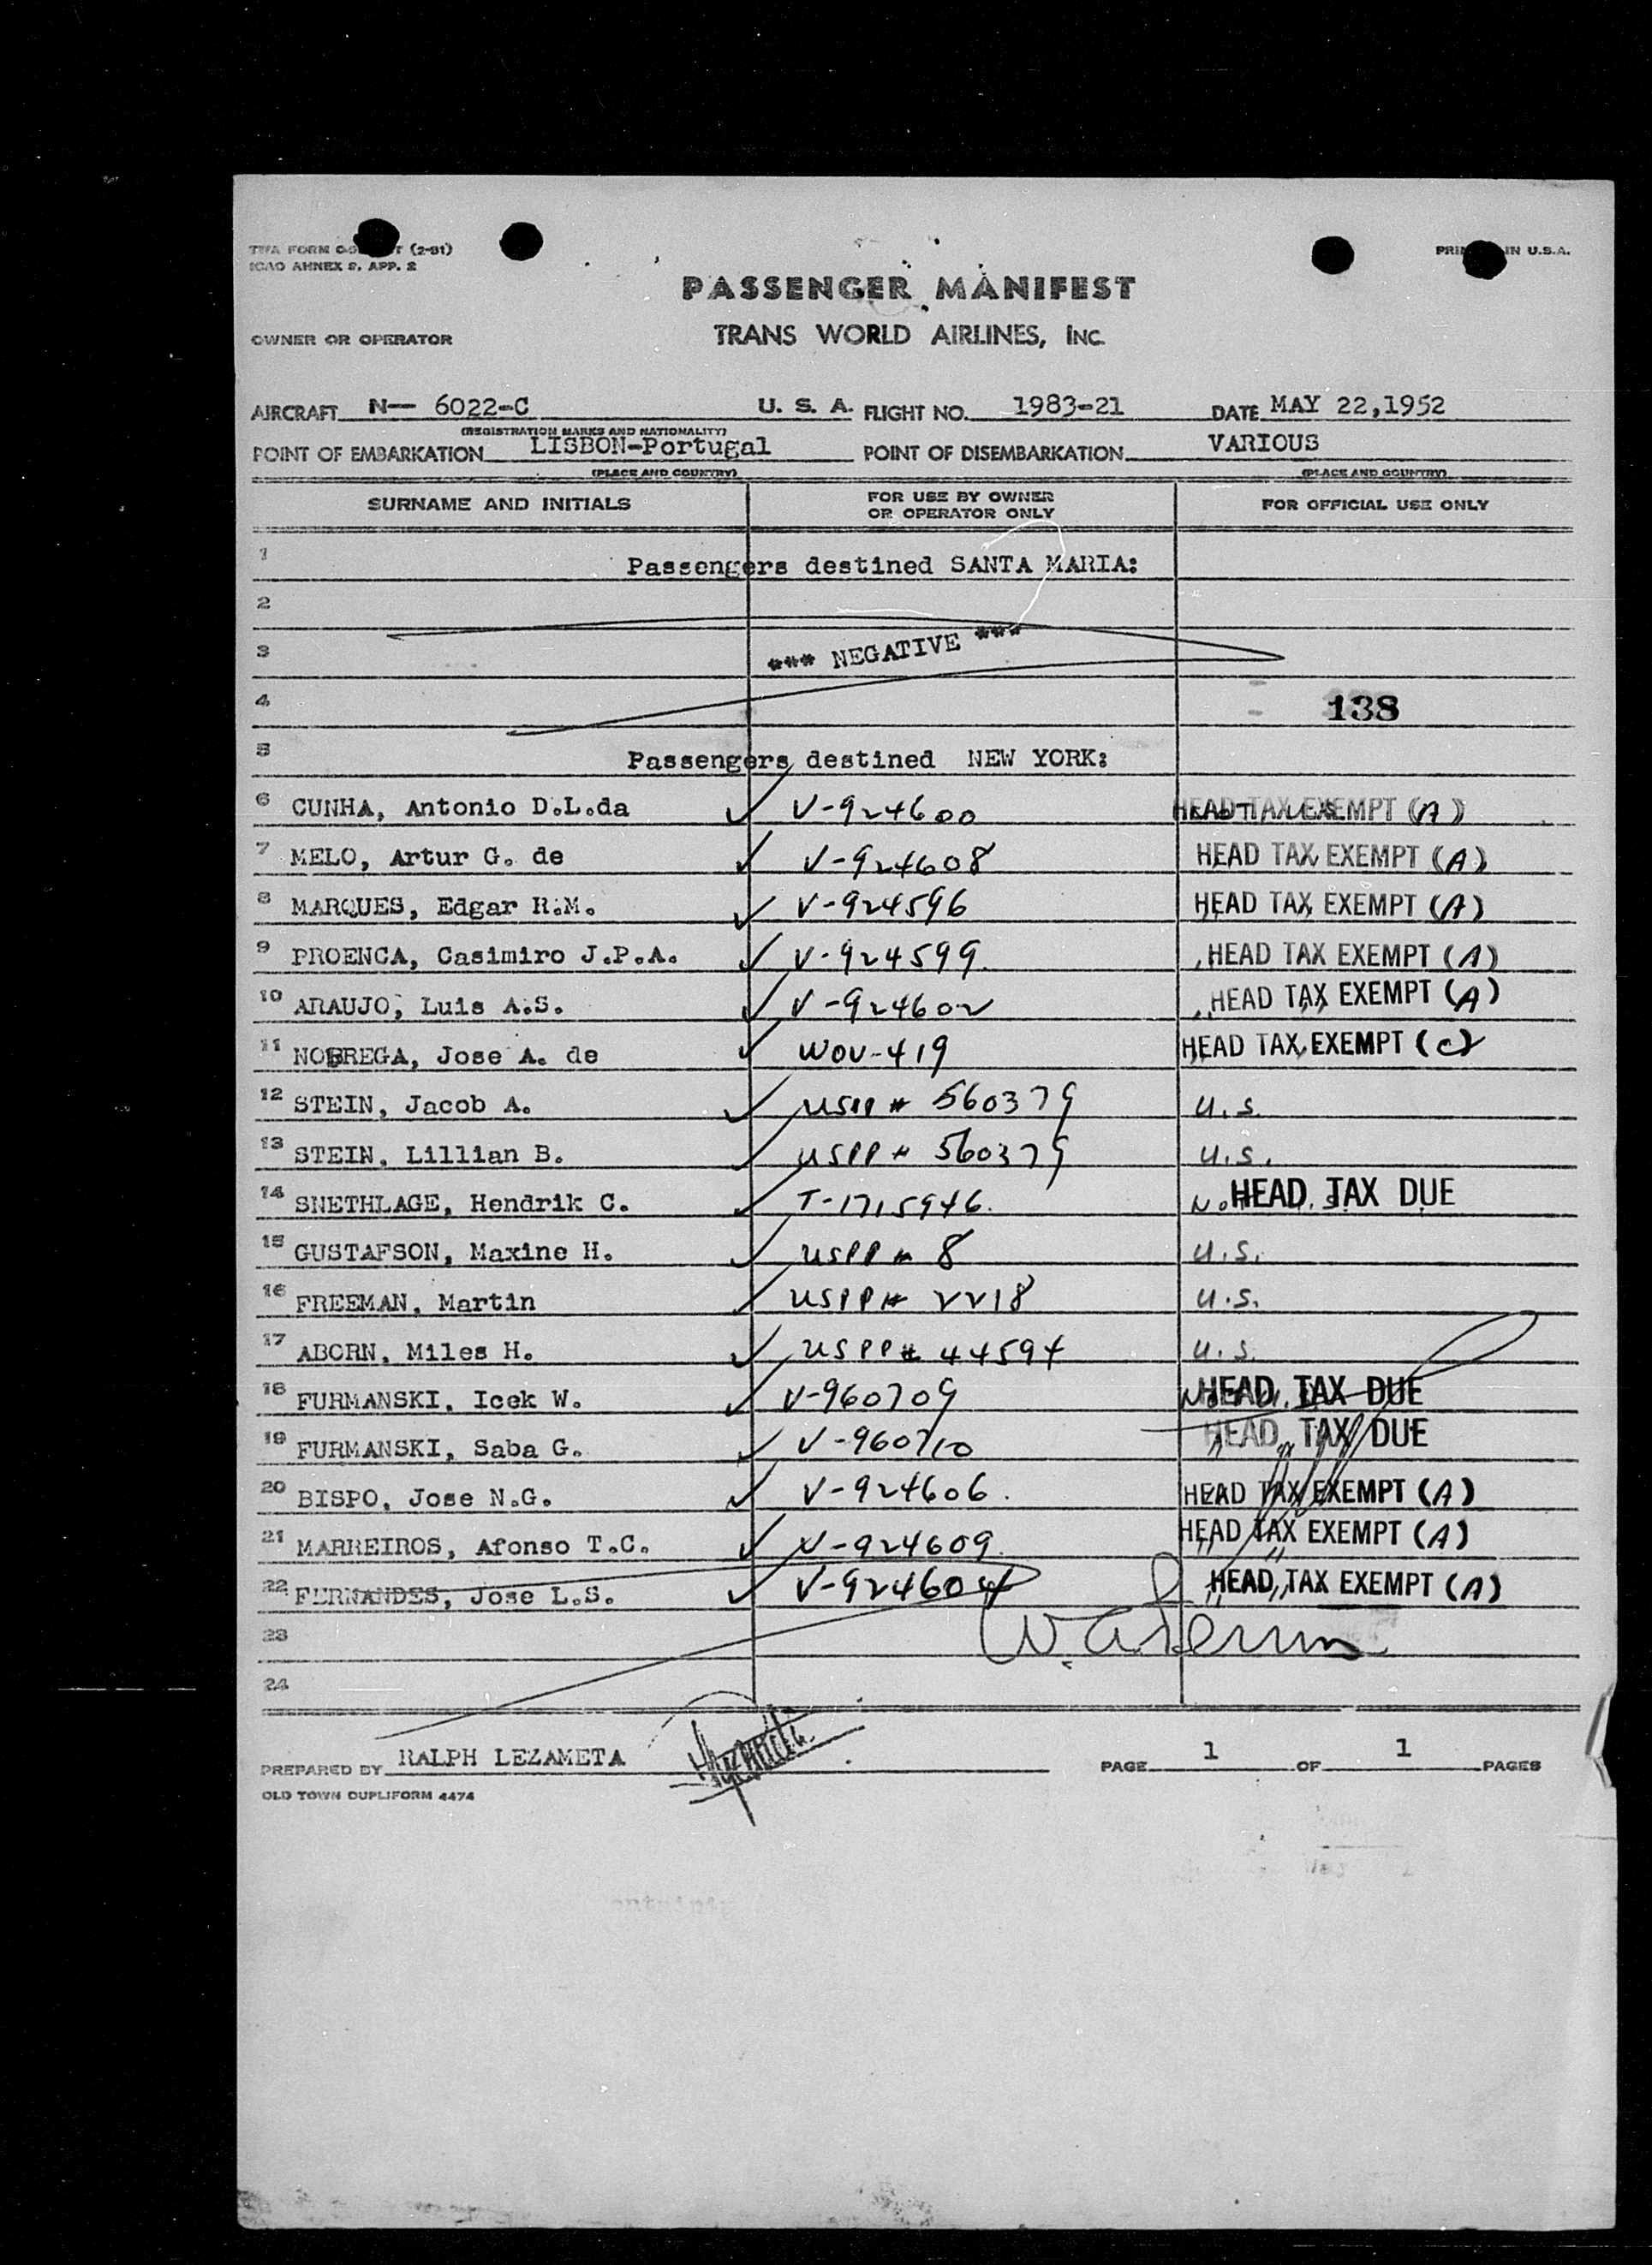 TWA FORM (2-51)
PRINTED IN U.S.A.
ICAO ANNEX 9, APP. 2
PASSENGER MANIFEST
OWNER OR OPERATOR TRANS WORLD AIRLINES, INC.
AIRCRAFT N- 6022-C U. S. A. FLIGHT NO. 1983-21 DATE MAY 22,1952
(REGISTRATION MARKS AND NATIONALITY)
POINT OF EMBARKATION LISBON-Portugal POINT OF DISEMBARKATION VARIOUS
(PLACE AND COUNTRY) (PLACE AND COUNTRY)
SURNAME AND INITIALS FOR USE BY OWNER OR OPERATOR ONLY FOR OFFICIAL USE ONLY
1 Passengers destined SANTA MARIA:
2
3 *** NEGATIVE ***
4 138
5 Passengers destined NEW YORK:
6 CUNHA, Antonio D.L.da ✓ V-924600 HEAD TAX EXEMPT (A)
7 MELO, Artur G. de ✓ V-924608 HEAD TAX EXEMPT (A)
8 MARQUES, Edgar R.M. ✓ V-924596 HEAD TAX EXEMPT (A)
9 PROENCA, Casimiro J.P.A. ✓ V-924599 HEAD TAX EXEMPT (A)
10 ARAUJO, Luis A.S. ✓ V-924602 HEAD TAX EXEMPT (A)
11 NOBREGA, Jose A. de ✓ WOV-419 HEAD TAX EXEMPT (C)
12 STEIN, Jacob A. ✓ USPP # 560379 U.S.
13 STEIN, Lillian B. ✓ USPP # 560379 U.S.
14 SNETHLAGE, Hendrik C. ✓ T-1715946 HEAD TAX DUE
15 GUSTAFSON, Maxine H. ✓ USPP # 8 U.S.
16 FREEMAN, Martin ✓ USPP # 2218 U.S.
17 ABORN, Miles H. ✓ USPP # 44594 U.S.
18 FURMANSKI, Icek W. ✓ V-960709 HEAD TAX DUE
19 FURMANSKI, Saba G. ✓ V-960710 HEAD TAX DUE
20 BISPO, Jose N.G. ✓ V-924606 HEAD TAX EXEMPT (A)
21 MARREIROS, Afonso T.C. ✓ V-924609 HEAD TAX EXEMPT (A)
22 FERNANDES, Jose L.S. ✓ V-924604 HEAD TAX EXEMPT (A)
23
24
PREPARED BY RALPH LEZAMETA PAGE 1 OF 1 PAGES
OLD TOWN DUPLIFORM 4474